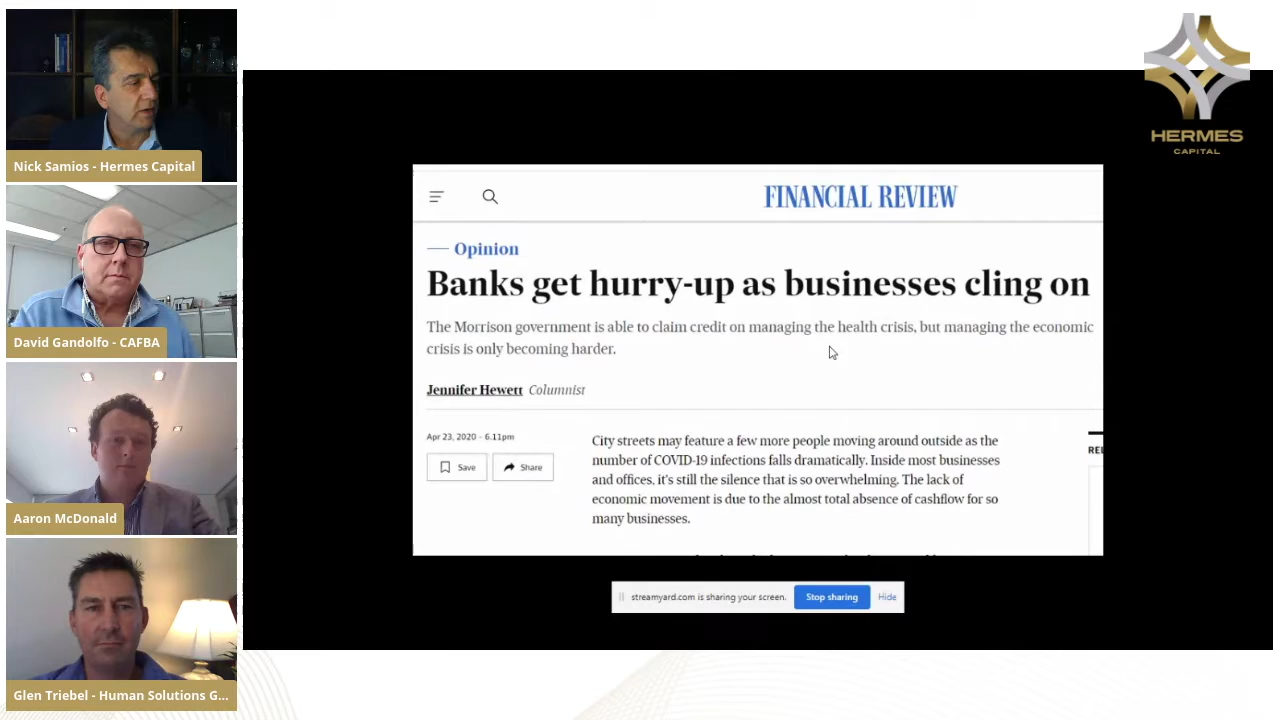 Nick Samios - Hermes Capital
David Gandolfo - CAFBA
Aaron McDonald
Glen Triebel - Human Solutions G...
HERMES
CAPITAL
FINANCIAL REVIEW
Opinion
Banks get hurry-up as businesses cling on
The Morrison government is able to claim credit on managing the health crisis, but managing the economic
crisis is only becoming harder.
Jennifer Hewett Columnist
Apr 23, 2020 – 6.11pm
Save
Share
City streets may feature a few more people moving around outside as the
number of COVID-19 infections falls dramatically. Inside most businesses
and offices, it's still the silence that is so overwhelming. The lack of
economic movement is due to the almost total absence of cashflow for so
many businesses.
REL
streamyard.com is sharing your screen.
Stop sharing
Hide